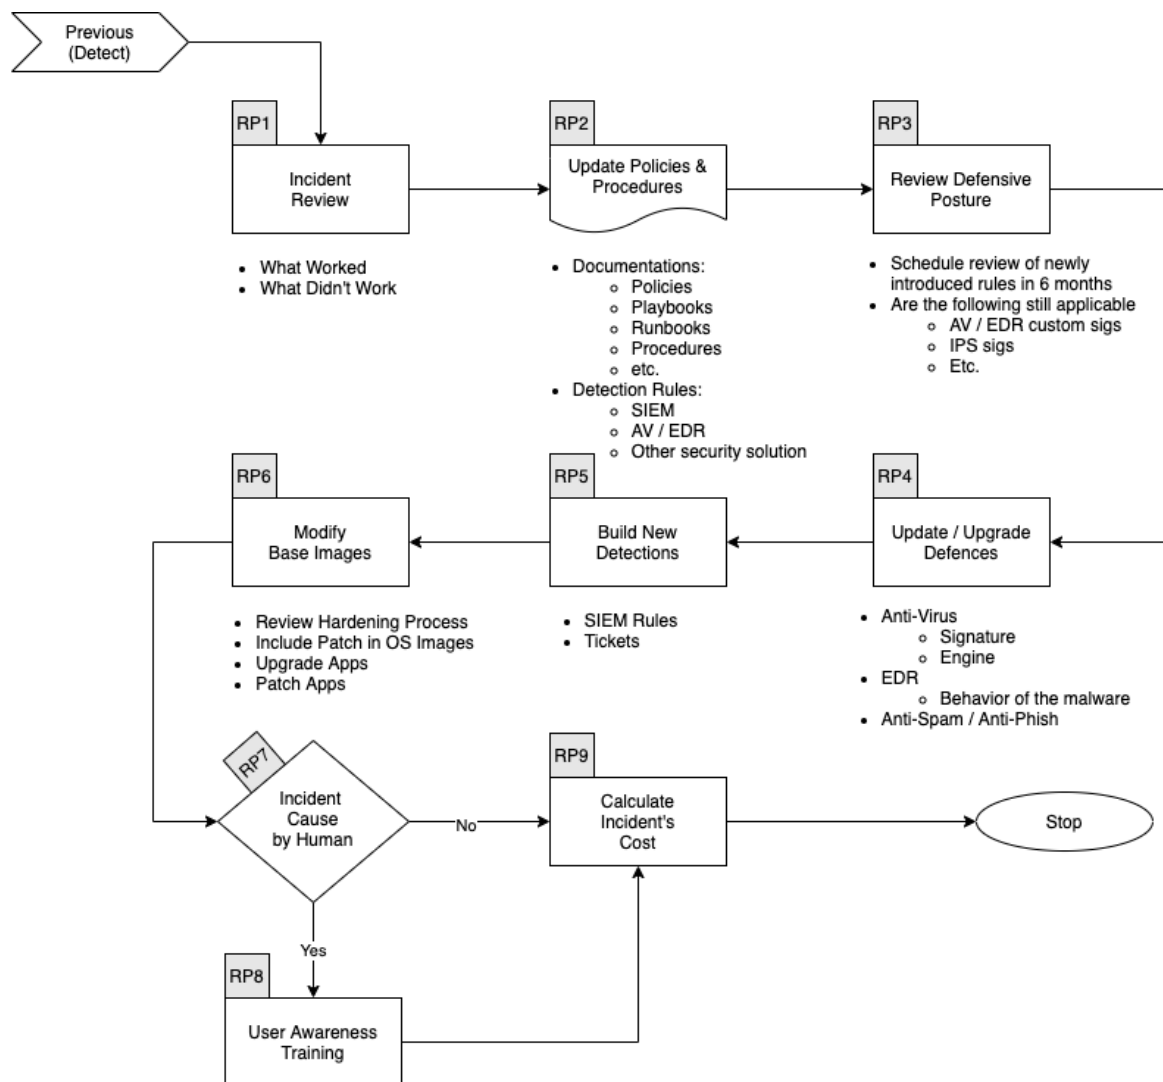 Previous
(Detect)
RP1
Incident
Review
What Worked
What Didn't Work
RP2
Update Policies &
Procedures
Documentations:
Policies
Playbooks
Runbooks
Procedures
etc.
Detection Rules:
SIEM
AV / EDR
Other security solution
RP3
Review Defensive
Posture
Schedule review of newly
introduced rules in 6 months
Are the following still applicable
AV / EDR custom sigs
IPS sigs
Etc.
RP4
Update / Upgrade
Defences
Anti-Virus
Signature
Engine
EDR
Behavior of the malware
Anti-Spam / Anti-Phish
RP5
Build New
Detections
SIEM Rules
Tickets
RP6
Modify
Base Images
Review Hardening Process
Include Patch in OS Images
Upgrade Apps
Patch Apps
RP7
Incident
Cause
by Human
No
Yes
RP8
User Awareness
Training
RP9
Calculate
Incident's
Cost
Stop